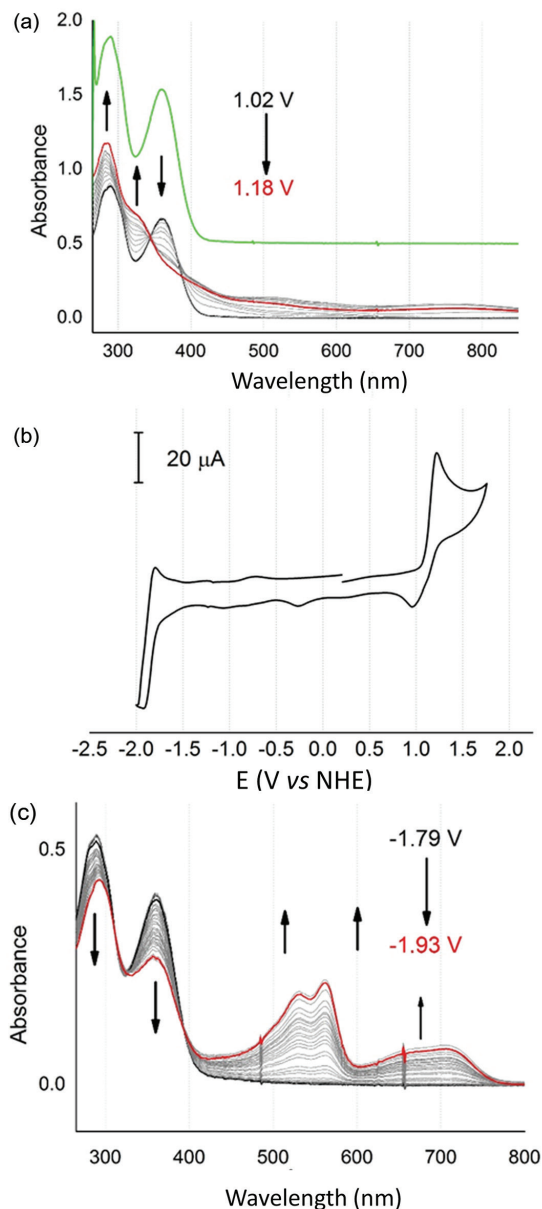 (a)
2.0
1.5
1.0
0.5
0.0
Absorbance
1.02 V
1.18 V
300 400 500 600 700 800
Wavelength (nm)
(b)
20 μA
-2.5 -2.0 -1.5 -1.0 -0.5 0.0 0.5 1.0 1.5 2.0
E (V vs NHE)
(c)
0.5
0.0
Absorbance
-1.79 V
-1.93 V
300 400 500 600 700 800
Wavelength (nm)